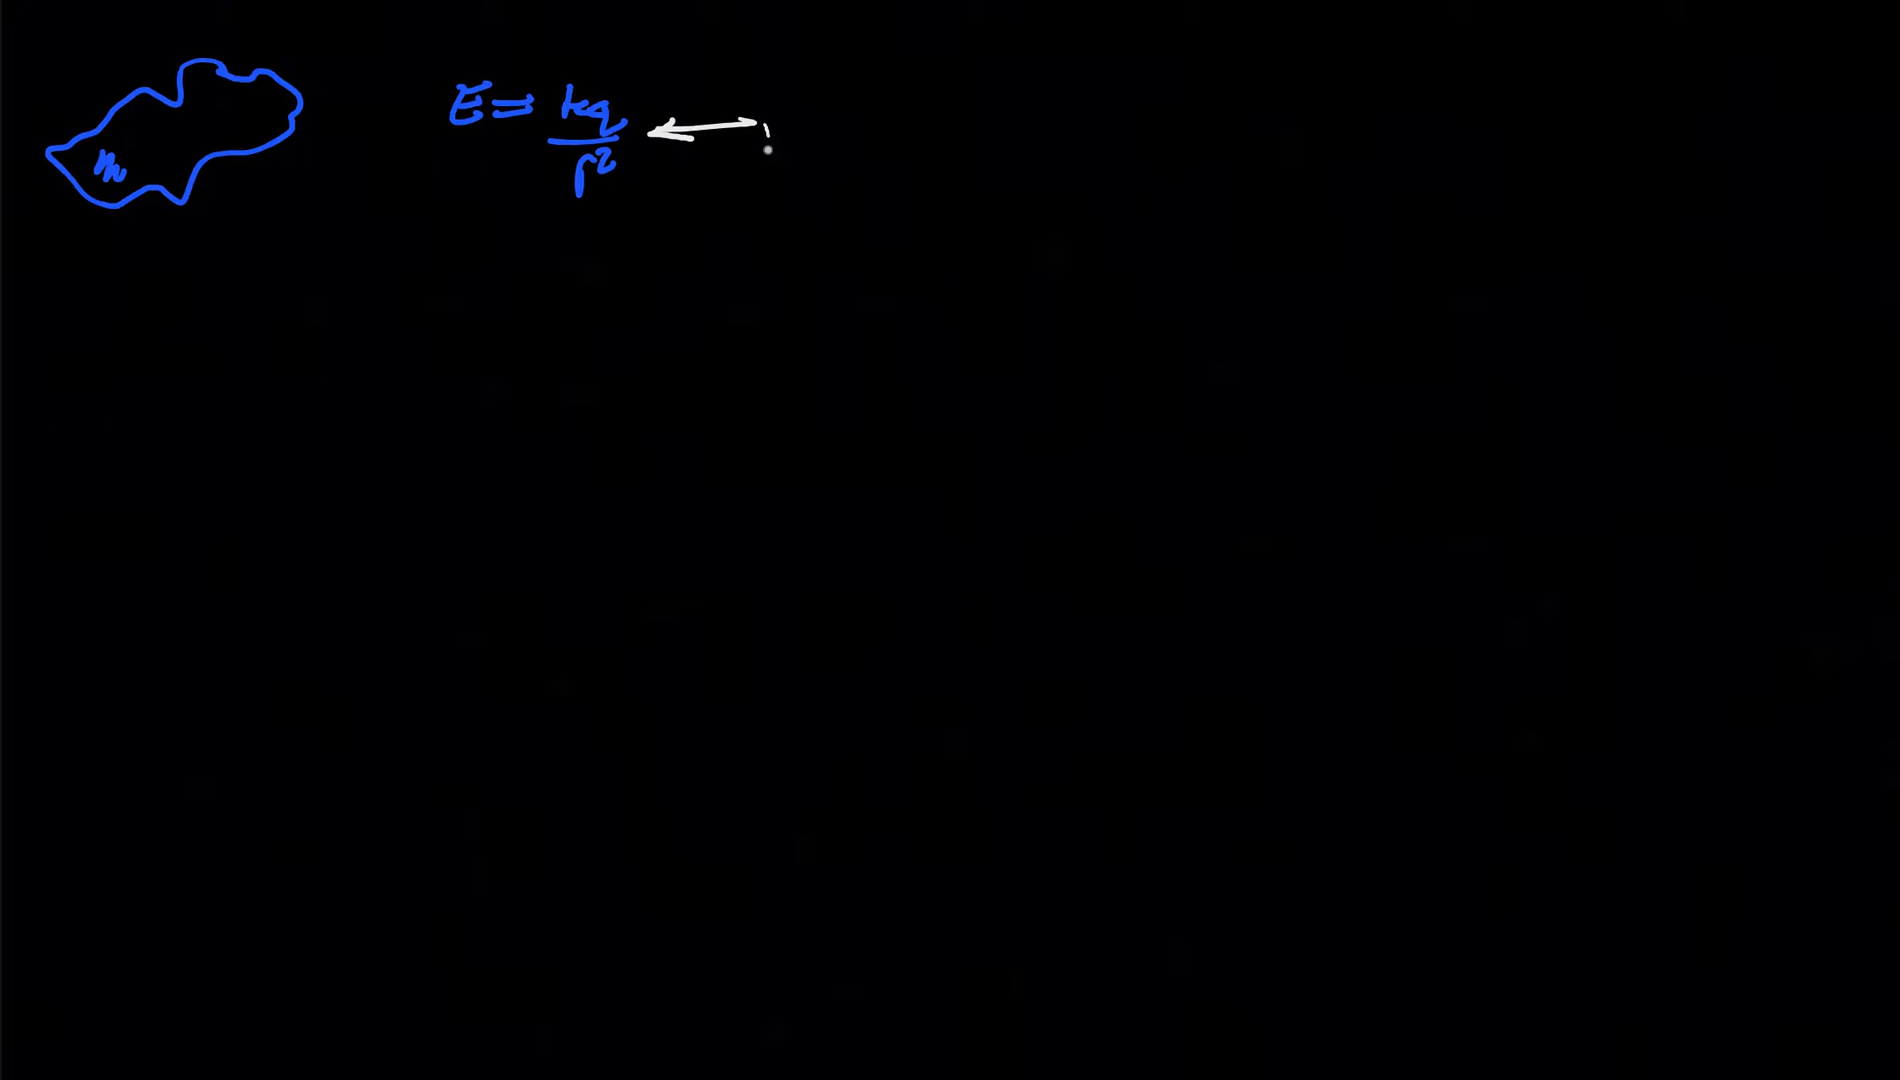 m
E = kq
r²